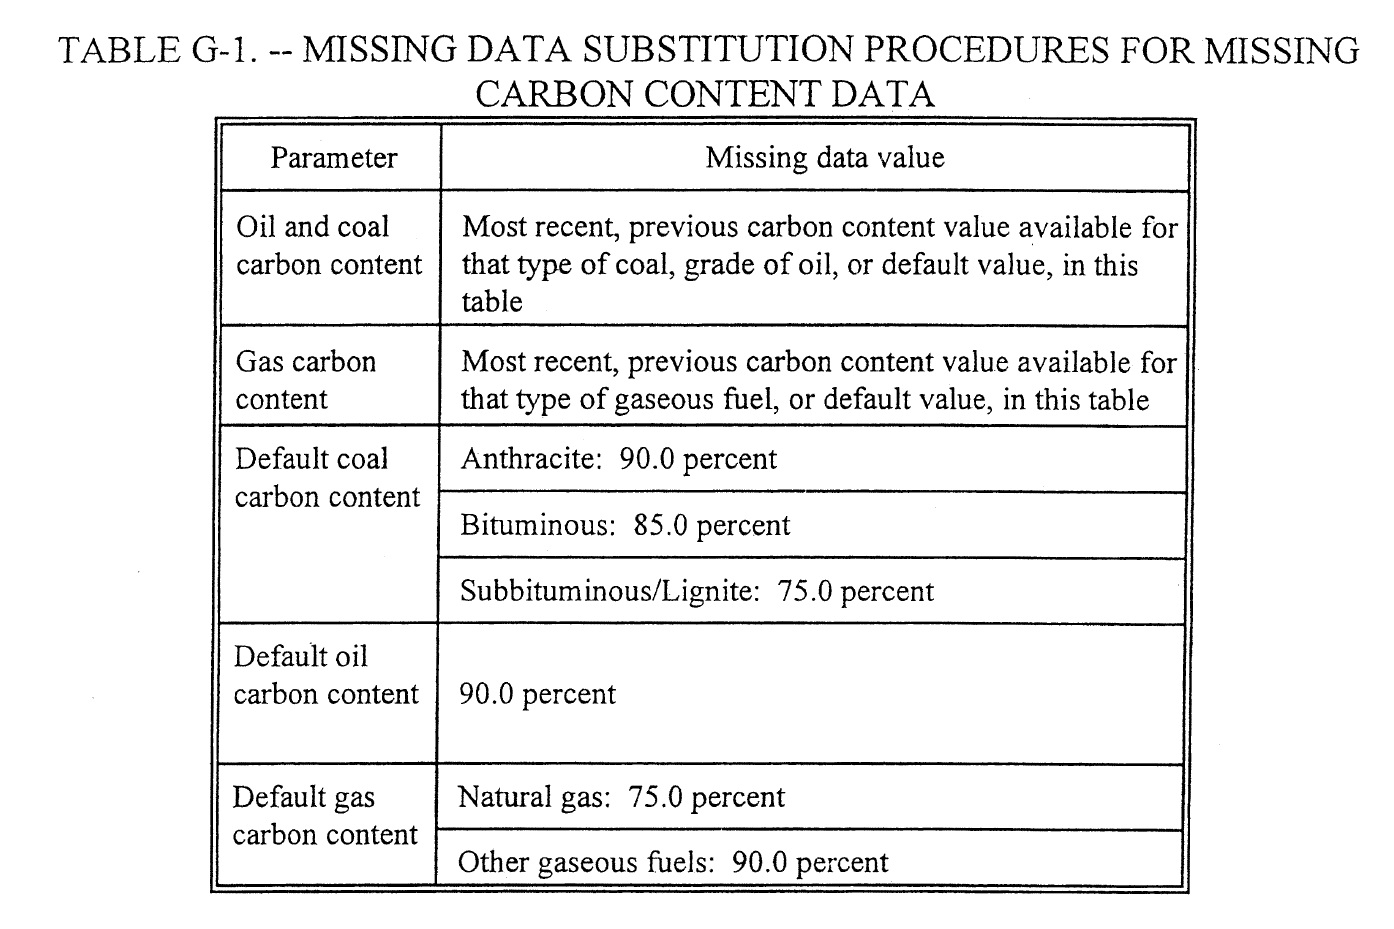 TABLE G-1. -- MISSING DATA SUBSTITUTION PROCEDURES FOR MISSING
CARBON CONTENT DATA
Parameter
Missing data value
Oil and coal
carbon content
Most recent, previous carbon content value available for
that type of coal, grade of oil, or default value, in this
table
Gas carbon
content
Most recent, previous carbon content value available for
that type of gaseous fuel, or default value, in this table
Default coal
carbon content
Anthracite: 90.0 percent
Bituminous: 85.0 percent
Subbituminous/Lignite: 75.0 percent
Default oil
carbon content
90.0 percent
Default gas
carbon content
Natural gas: 75.0 percent
Other gaseous fuels: 90.0 percent